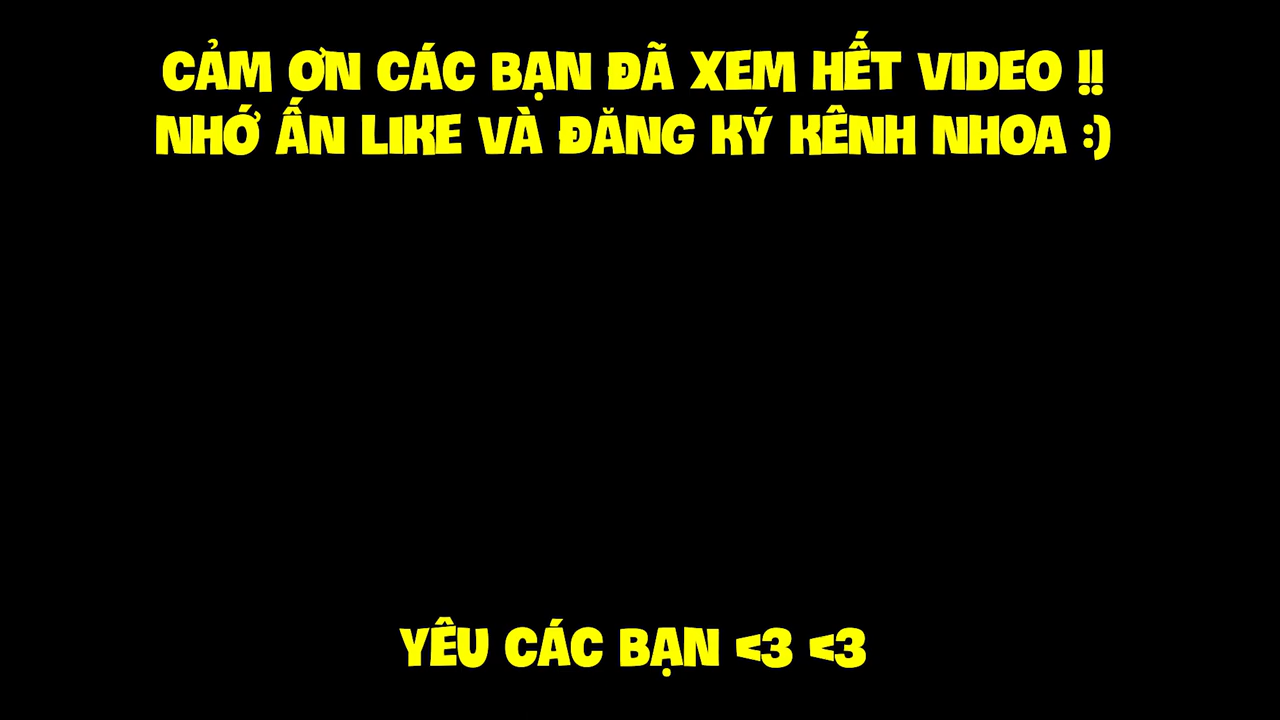 CẢM ƠN CÁC BẠN ĐÃ XEM HẾT VIDEO !!
NHỚ ẤN LIKE VÀ ĐĂNG KÝ KÊNH NHOA :)
YÊU CÁC BẠN <3 <3